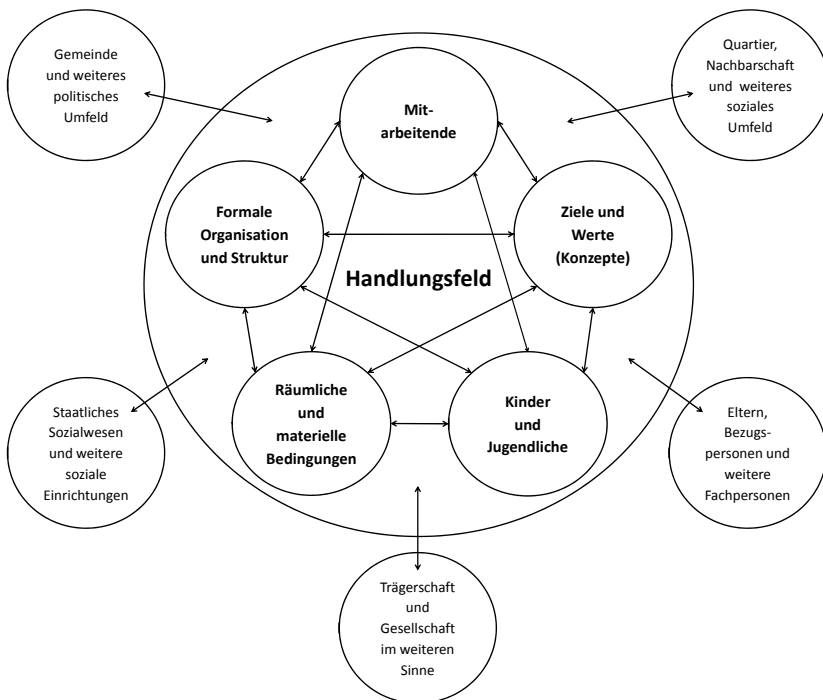 Gemeinde
und weiteres
politisches
Umfeld
Quartier,
Nachbarschaft
und weiteres
soziales
Umfeld
Mit-
arbeitende
Formale
Organisation
und Struktur
Ziele und
Werte
(Konzepte)
Handlungsfeld
Räumliche
und
materielle
Bedingungen
Kinder
und
Jugendliche
Staatliches
Sozialwesen
und weitere
soziale
Einrichtungen
Eltern,
Bezugs-
personen und
weitere
Fachpersonen
Trägerschaft
und
Gesellschaft
im weiteren
Sinne